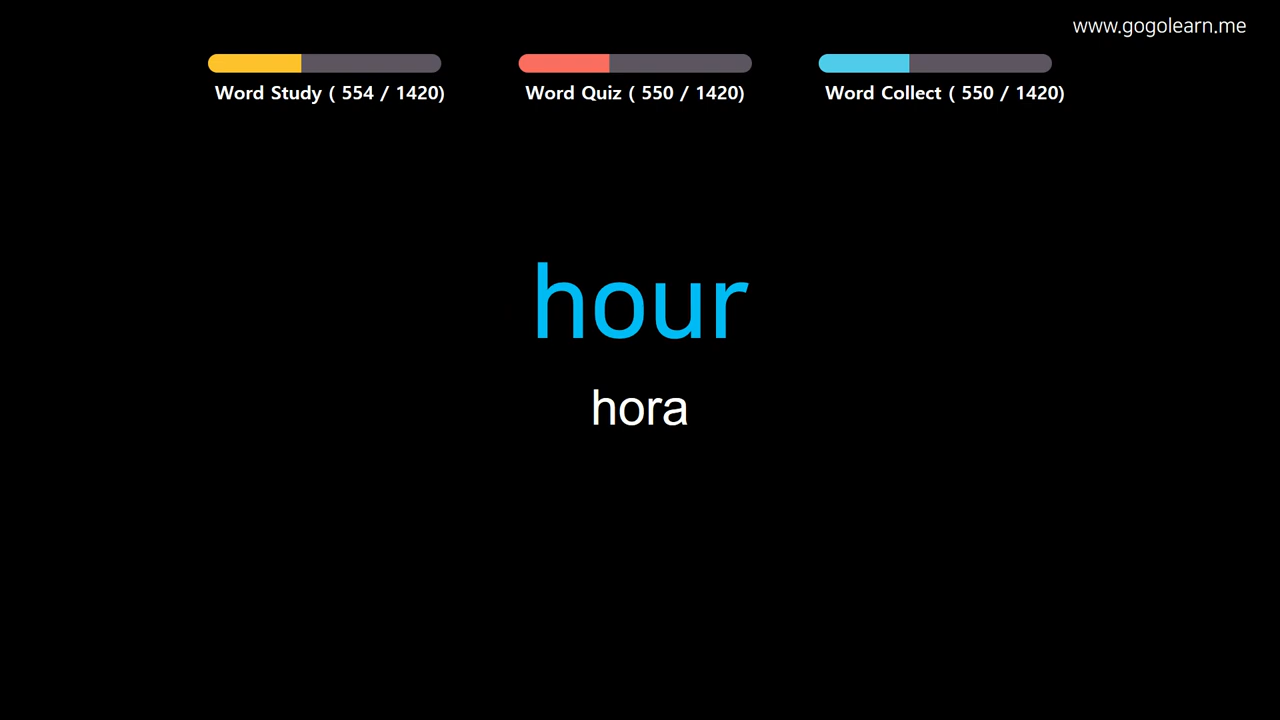 www.gogolearn.me
Word Study ( 554 / 1420)
Word Quiz ( 550 / 1420)
Word Collect ( 550 / 1420)
hour
hora